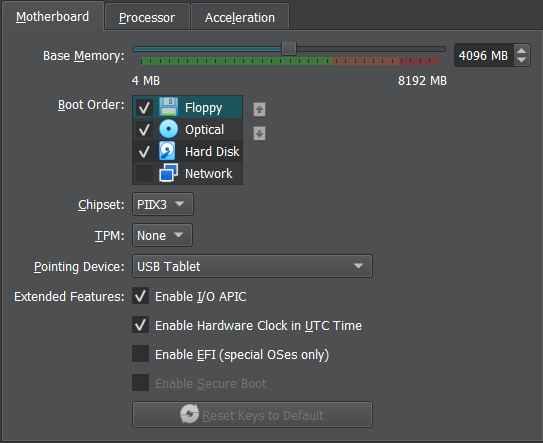 Motherboard Processor Acceleration
Base Memory: 4096 MB
4 MB 8192 MB
Boot Order: Floppy
Optical
Hard Disk
Network
Chipset: PIIX3
TPM: None
Pointing Device: USB Tablet
Extended Features: Enable I/O APIC
Enable Hardware Clock in UTC Time
Enable EFI (special OSes only)
Enable Secure Boot
Reset Keys to Default